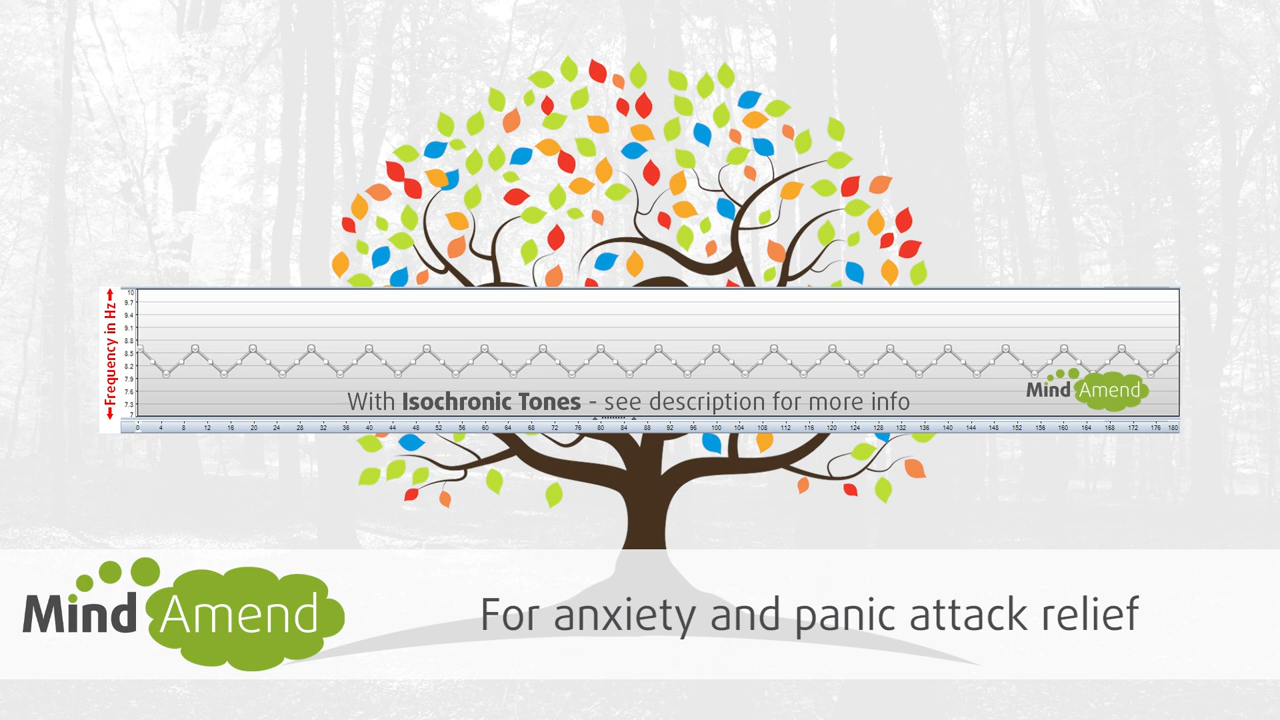 Frequency in Hz
10
9.7
9.4
9.1
8.8
8.5
8.2
7.9
7.6
7.3
7
Mind Amend
With Isochronic Tones - see description for more info
0 4 8 12 16 20 24 28 32 36 40 44 48 52 56 60 64 68 72 76 80 84 88 92 96 100 104 108 112 116 120 124 128 132 136 140 144 148 152 156 160 164 168 172 176 180
Mind Amend
For anxiety and panic attack relief